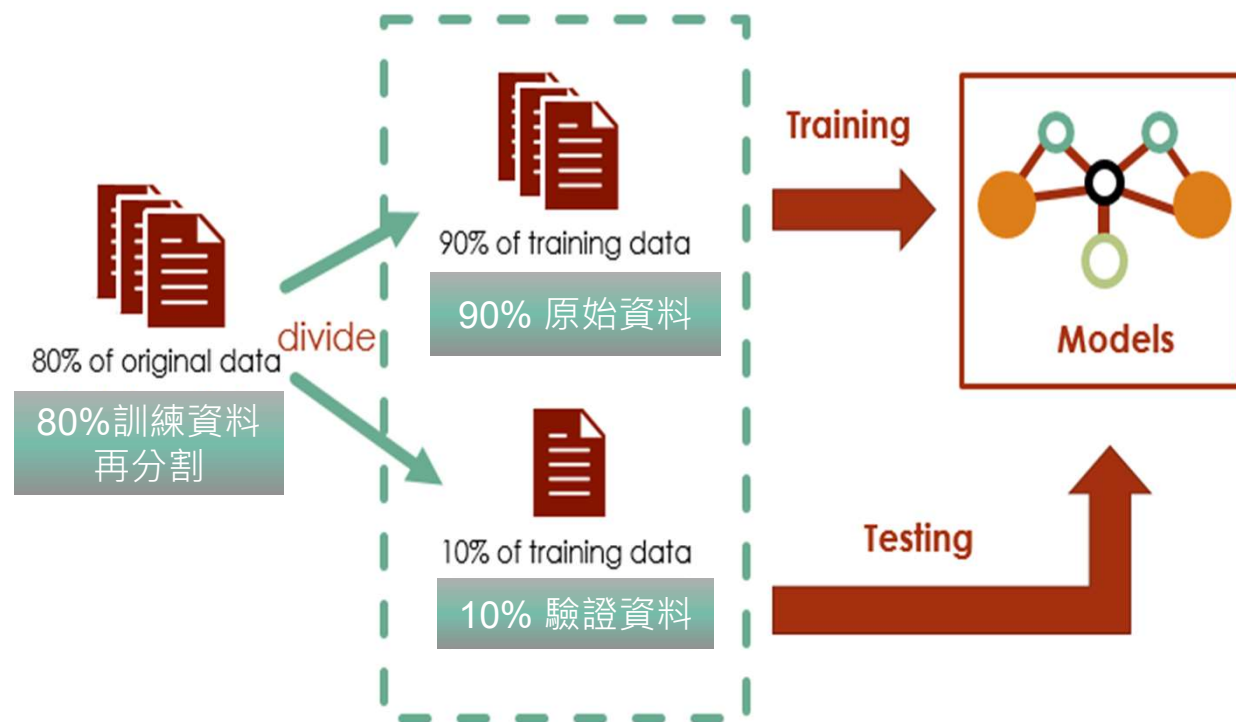 80% of original data
80%訓練資料
再分割
divide
90% of training data
90% 原始資料
10% of training data
10% 驗證資料
Training
Testing
Models